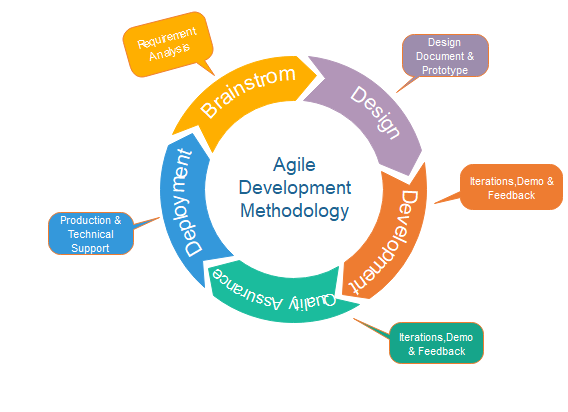 Requirement
Analysis
Brainstrom
Design
Document &
Prototype
Design
Agile
Development
Methodology
Iterations,Demo &
Feedback
Development
Production &
Technical
Support
Deployment
Quality Assurance
Iterations,Demo
& Feedback